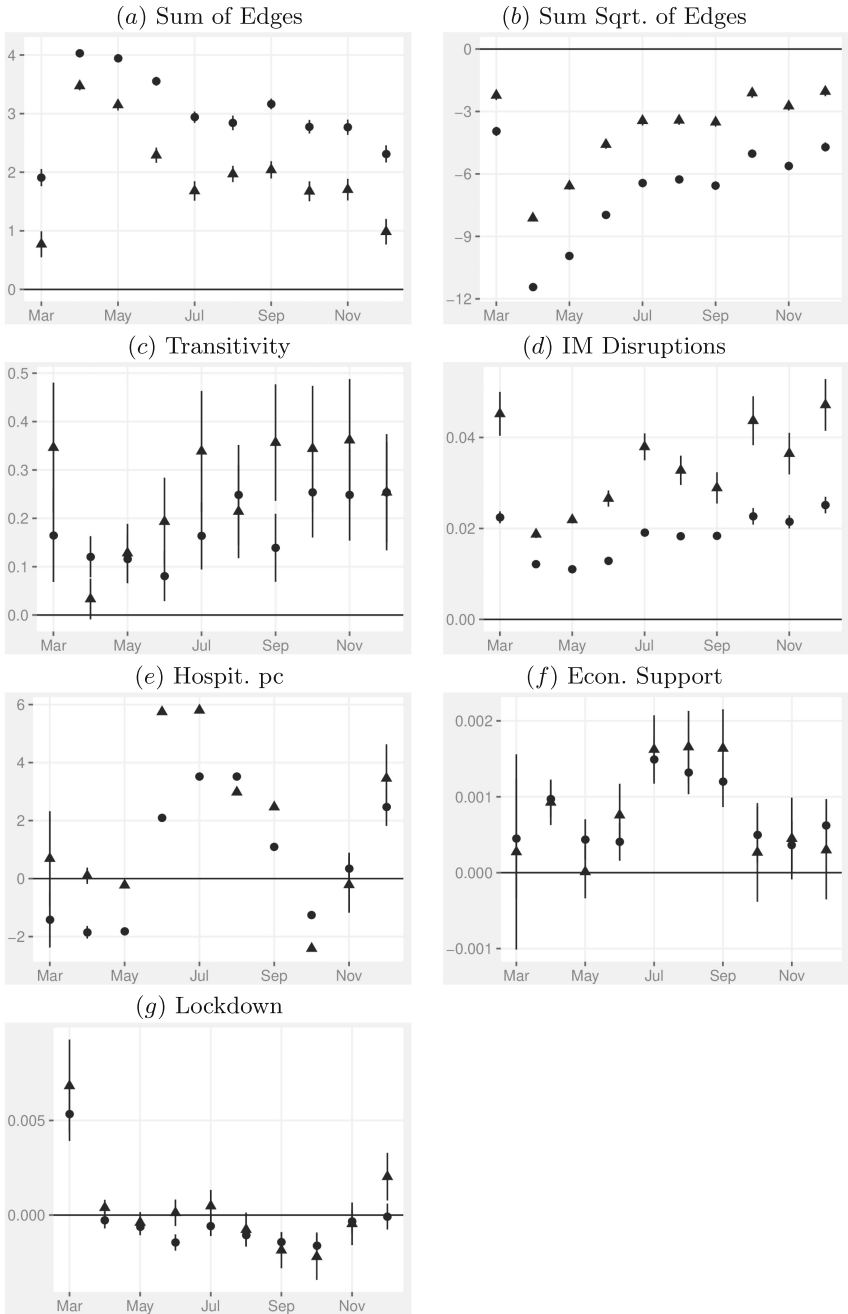 (a) Sum of Edges
4
3
2
1
0
Mar May Jul Sep Nov
(b) Sum Sqrt. of Edges
0
−3
−6
−9
−12
Mar May Jul Sep Nov
(c) Transitivity
0.5
0.4
0.3
0.2
0.1
0.0
Mar May Jul Sep Nov
(d) IM Disruptions
0.04
0.02
0.00
Mar May Jul Sep Nov
(e) Hospit. pc
6
4
2
0
−2
Mar May Jul Sep Nov
(f) Econ. Support
0.002
0.001
0.000
−0.001
Mar May Jul Sep Nov
(g) Lockdown
0.005
0.000
Mar May Jul Sep Nov